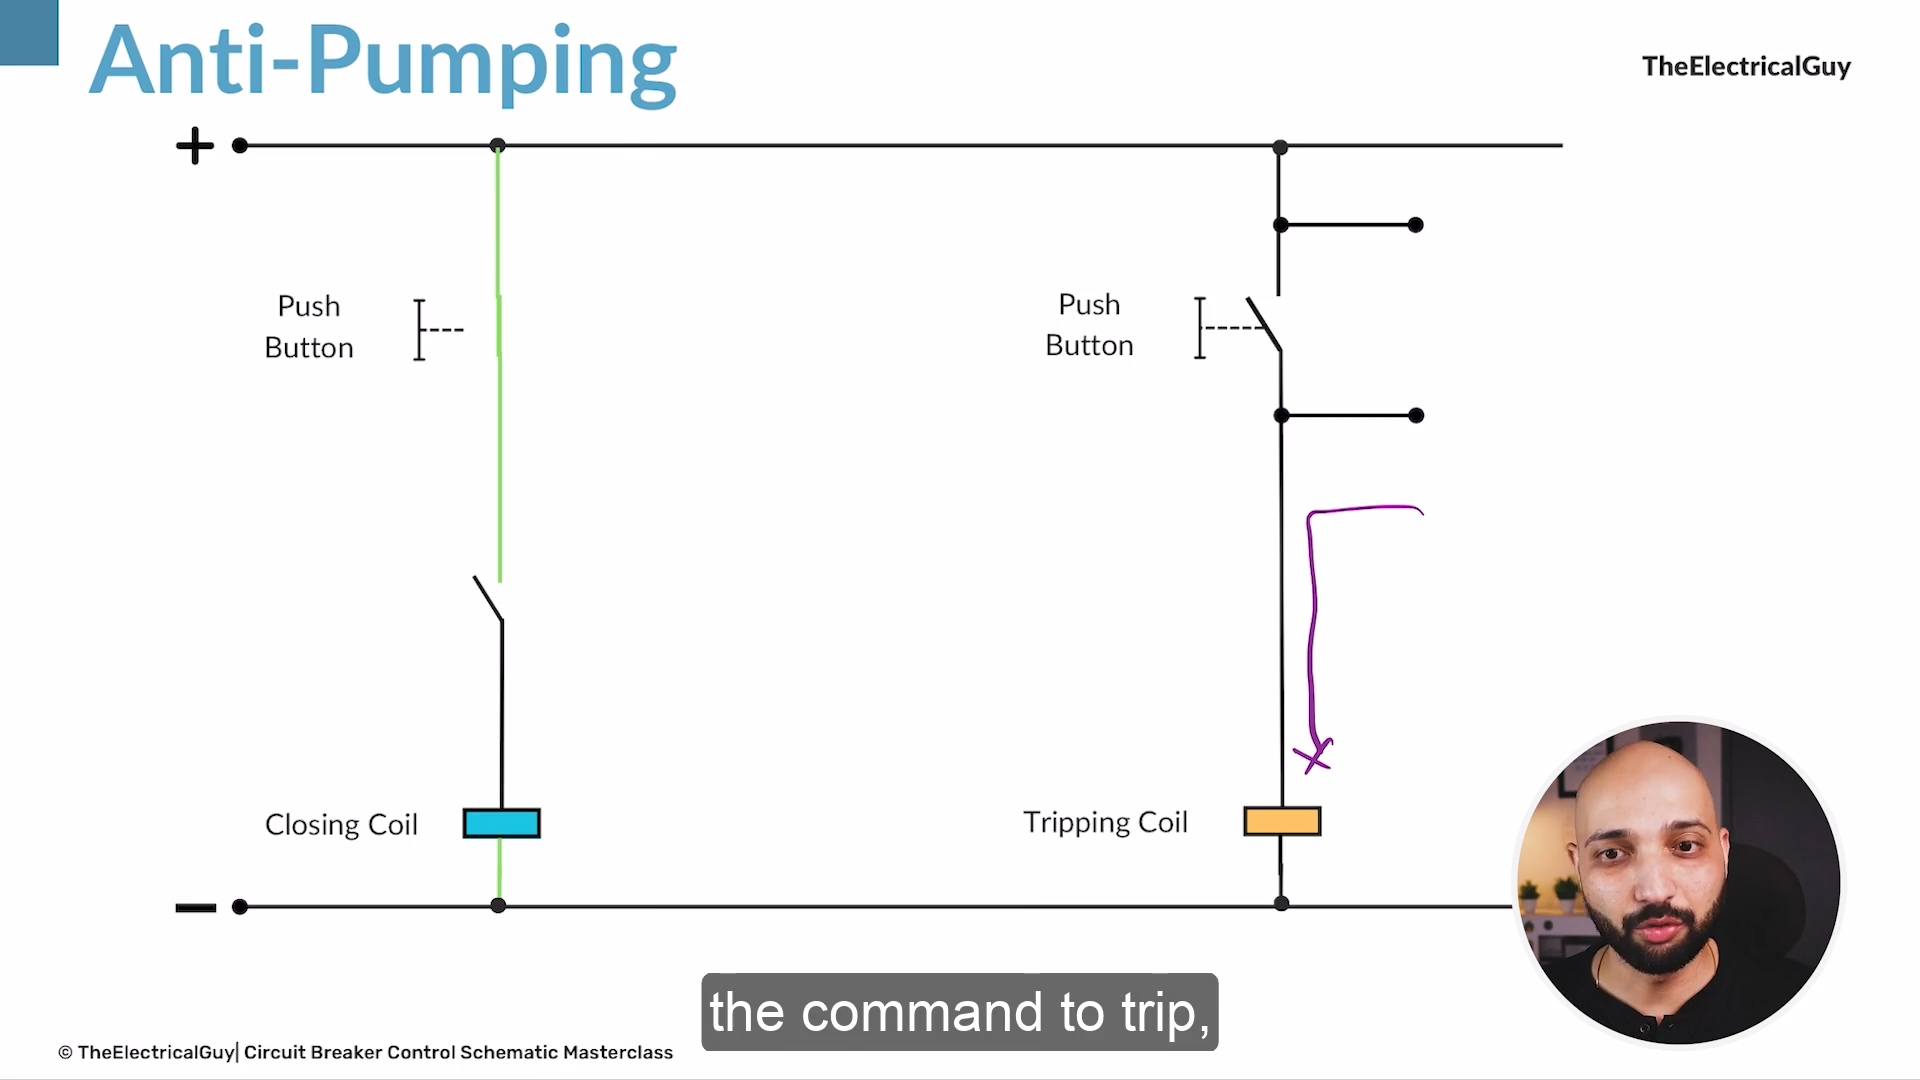 Anti-Pumping
TheElectricalGuy
+
Push
Button
Push
Button
Closing Coil
Tripping Coil
–
the command to trip,
© TheElectricalGuy| Circuit Breaker Control Schematic Masterclass